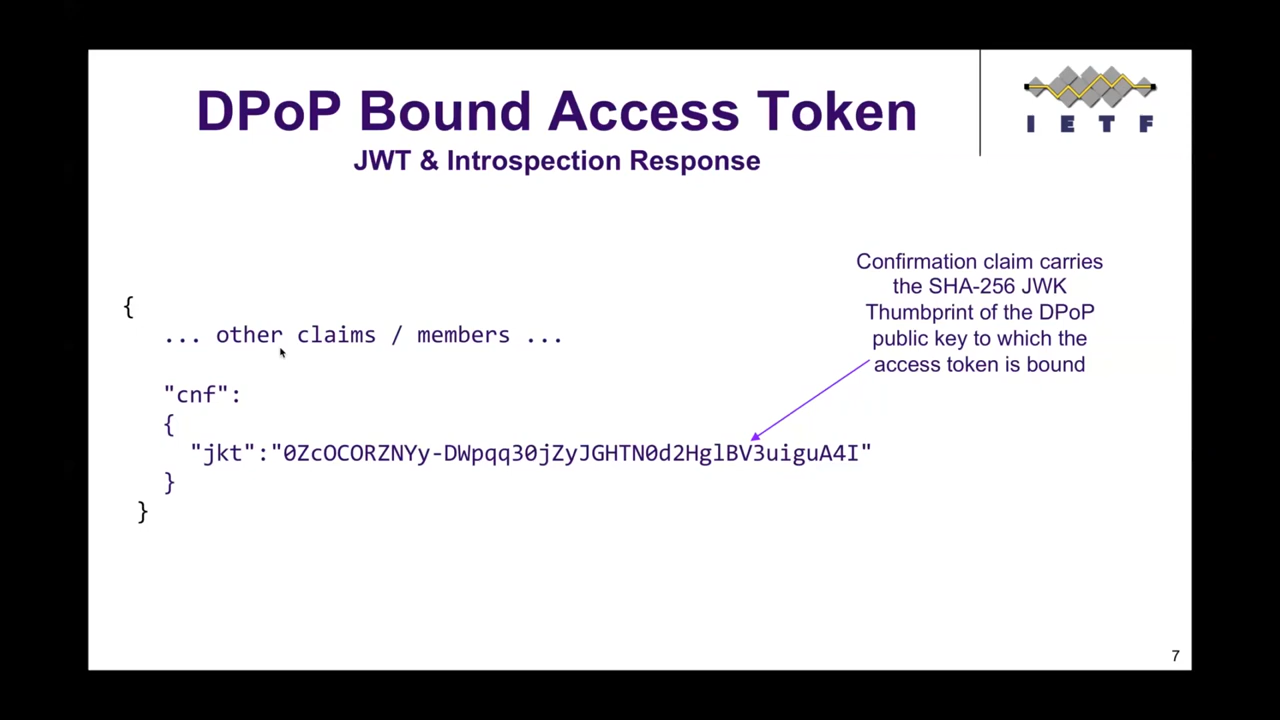 DPoP Bound Access Token
JWT & Introspection Response
I E T F
Confirmation claim carries
the SHA-256 JWK
Thumbprint of the DPoP
public key to which the
access token is bound
{
... other claims / members ...
"cnf":
{
"jkt":"0ZcOCORZNYy-DWpqq30jZyJGHTN0d2HglBV3uiguA4I"
}
}
7